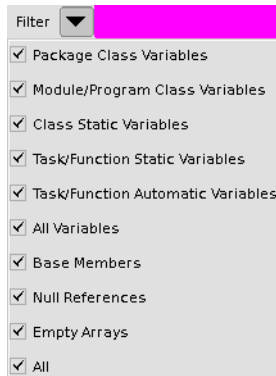 Filter
Package Class Variables
Module/Program Class Variables
Class Static Variables
Task/Function Static Variables
Task/Function Automatic Variables
All Variables
Base Members
Null References
Empty Arrays
All